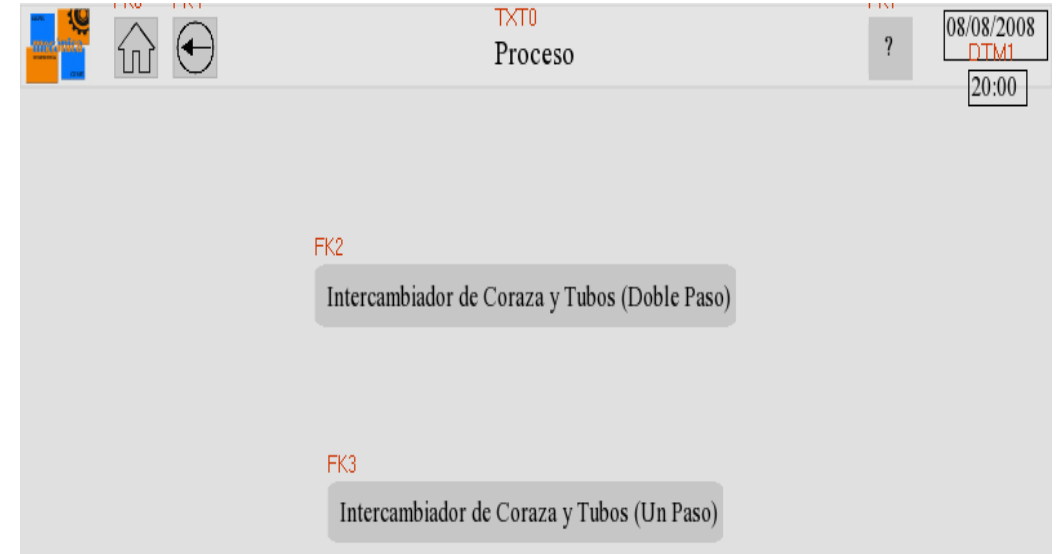 TXT0
Proceso
?
08/08/2008
DTM1
20:00
FK2
Intercambiador de Coraza y Tubos (Doble Paso)
FK3
Intercambiador de Coraza y Tubos (Un Paso)